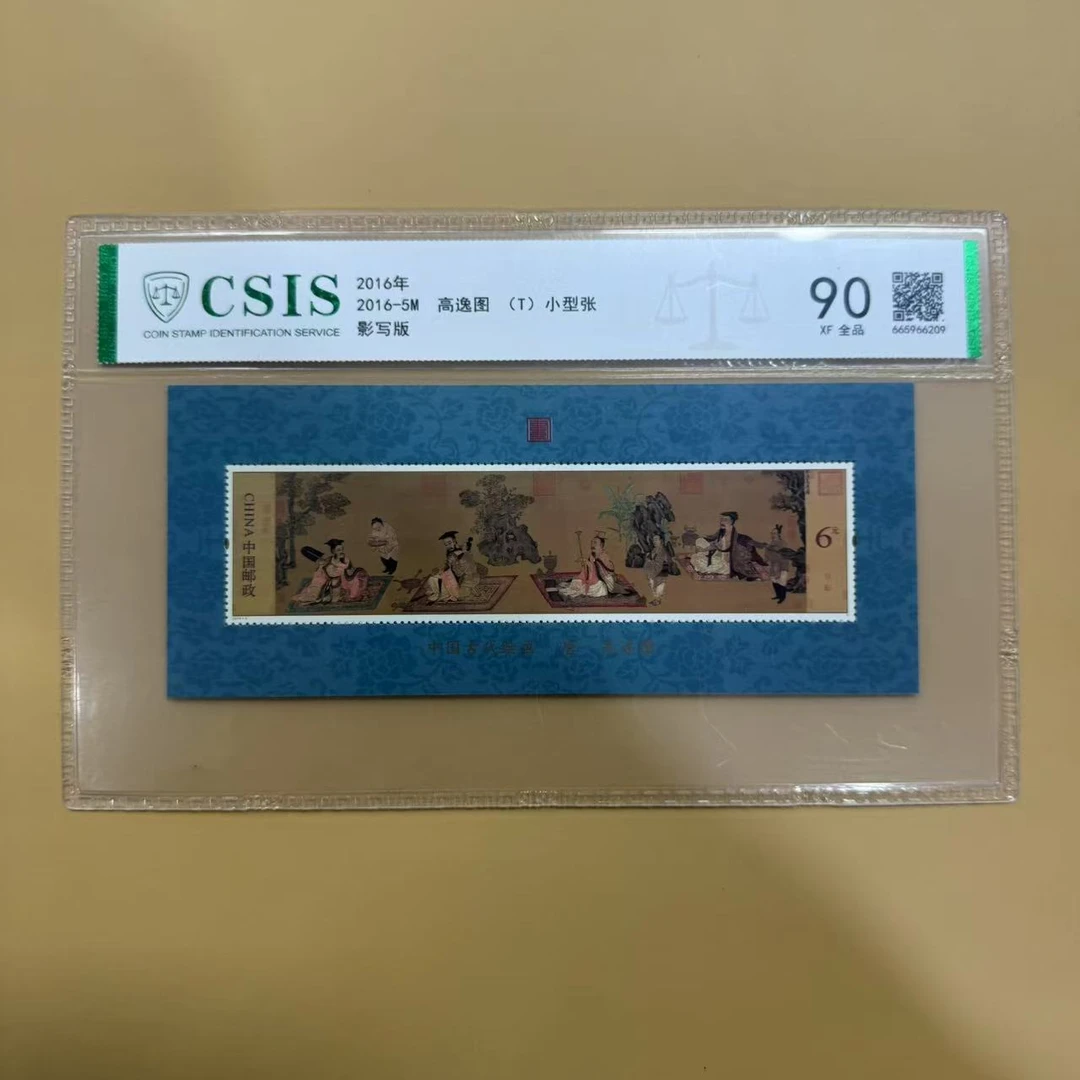 CSIS
COIN STAMP IDENTIFICATION SERVICE
2016年
2016-5M 高逸图 （T）小型张
影写版
90
XF 全品
665966209
CHINA 中国邮政
6元